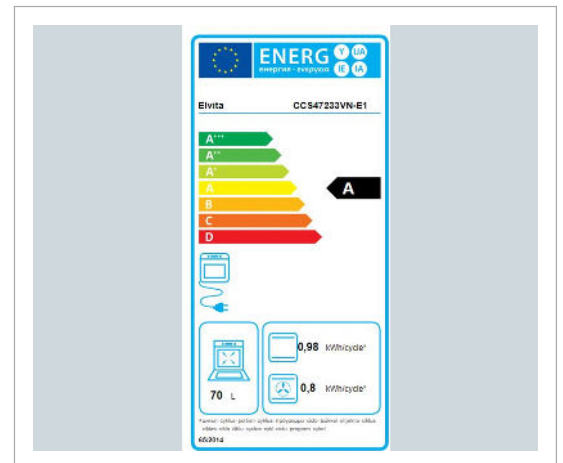 ENERG Y UA
енергия · ενεργεια IE IA
Elvita CCS47233VN-E1
A+++
A++
A+
A
A
B
C
D
0,98 kWh/cycle*
70 L
0,8 kWh/cycle*
65/2014